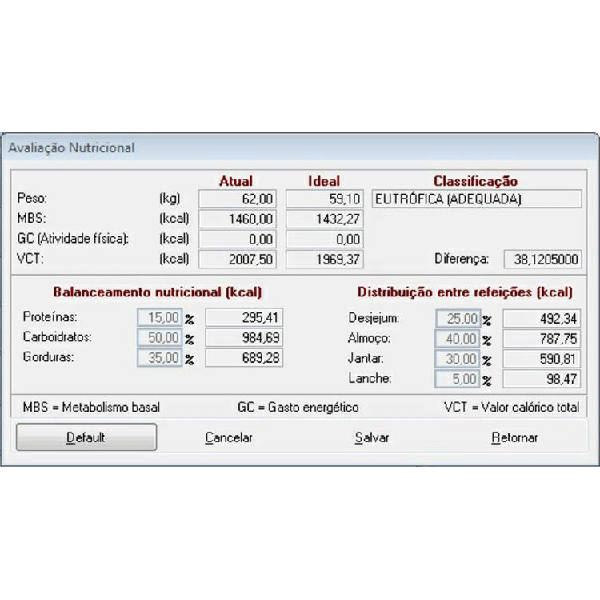 Avaliação Nutricional
Atual Ideal Classificação
Peso: (kg) 62,00 59,10 EUTRÓFICA (ADEQUADA)
MBS: (kcal) 1460,00 1432,27
GC (Atividade física): (kcal) 0,00 0,00
VCT: (kcal) 2007,50 1969,37 Diferença: 38,1205000
Balanceamento nutricional (kcal) Distribuição entre refeições (kcal)
Proteínas: 15,00 % 295,41 Desjejum: 25,00 % 492,34
Carboidratos: 50,00 % 984,69 Almoço: 40,00 % 787,75
Gorduras: 35,00 % 689,28 Jantar: 30,00 % 590,81
Lanche: 5,00 % 98,47
MBS = Metabolismo basal GC = Gasto energético VCT = Valor calórico total
Default Cancelar Salvar Retornar